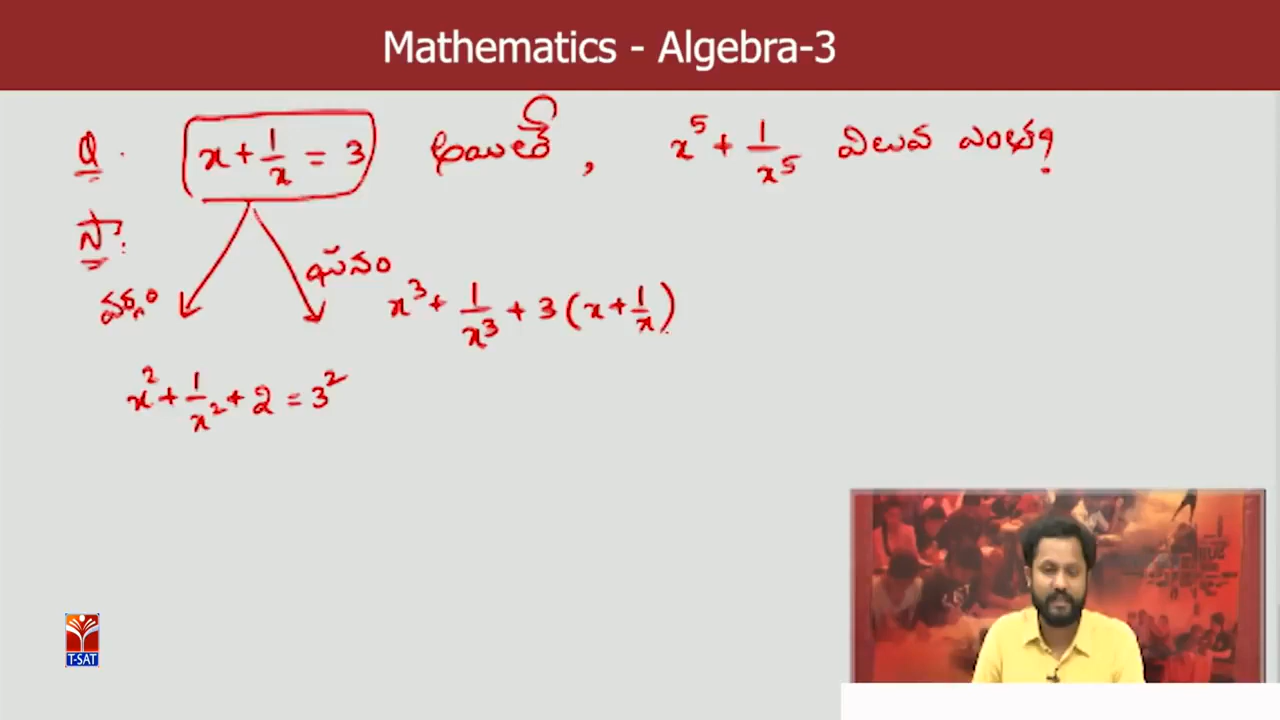 Mathematics - Algebra-3
Q. x + 1/x = 3 అయితే, x⁵ + 1/x⁵ విలువ ఎంత?
సా:
ఘనం
వర్గం
x³ + 1/x³ + 3(x + 1/x)
x² + 1/x² + 2 = 3²
T-SAT